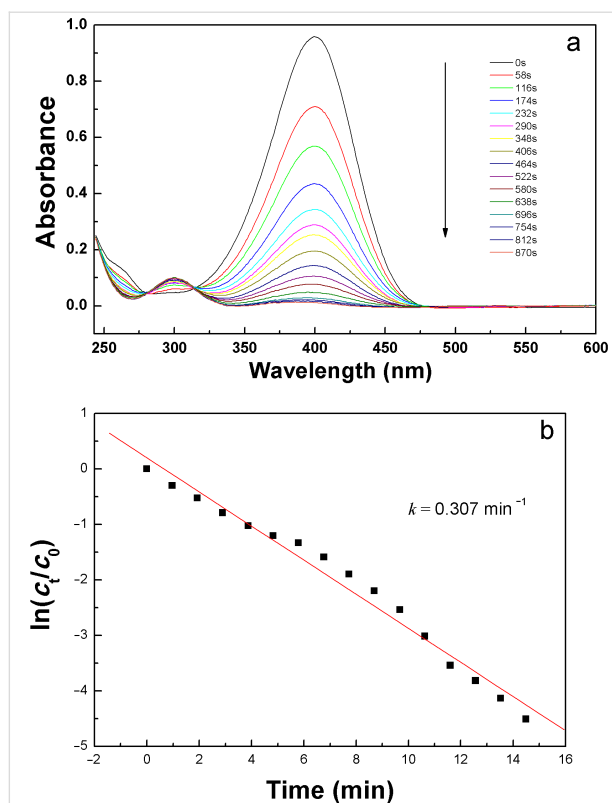 a
1.0
0.8
0.6
0.4
0.2
0.0
Absorbance
0s
58s
116s
174s
232s
290s
348s
406s
464s
522s
580s
638s
696s
754s
812s
870s
250 300 350 400 450 500 550 600
Wavelength (nm)
b
1
0
−1
−2
−3
−4
−5
ln(ct/c0)
k = 0.307 min−1
−2 0 2 4 6 8 10 12 14 16
Time (min)